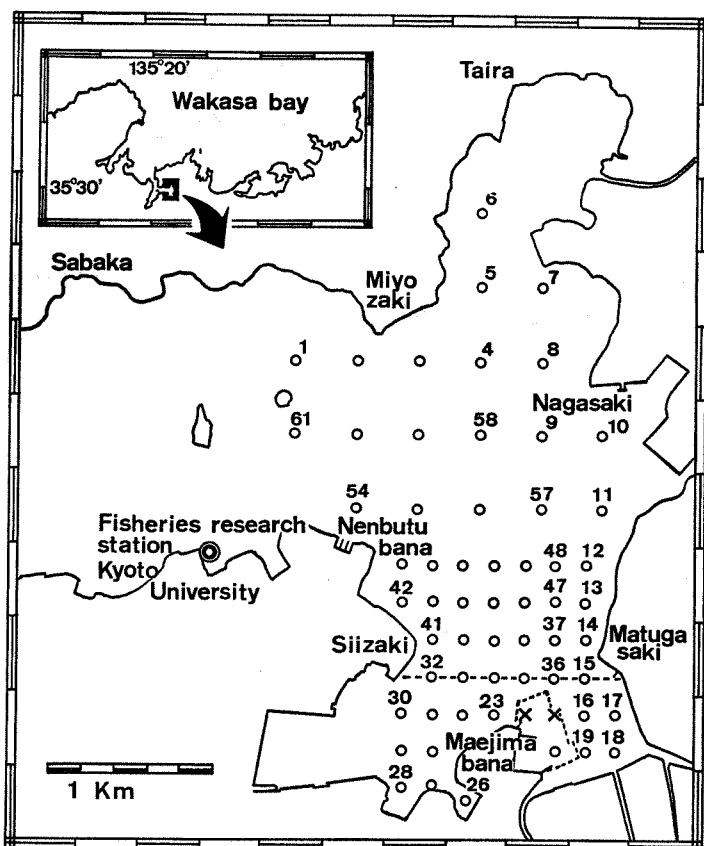 135°20'
Wakasa bay
35°30'
Taira
6
Sabaka
Miyo
zaki
5
7
1
4
8
Nagasaki
61
58
9
10
54
57
11
Fisheries research
station
Kyoto
University
Nenbutu
bana
48
12
42
47
13
41
37
14
Siizaki
Matuga
saki
32
36
15
30
23
16
17
Maejima
bana
19
18
28
26
1 Km